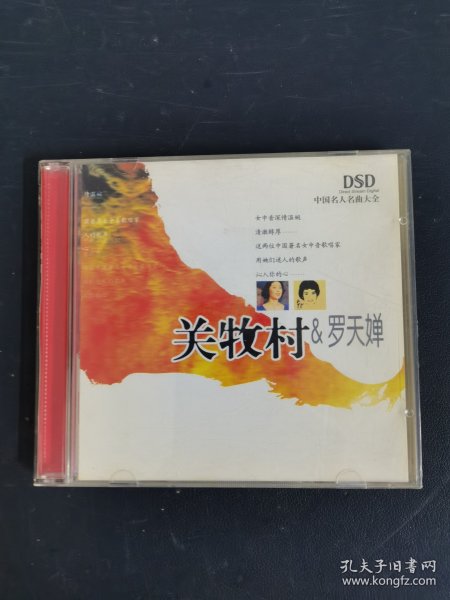 DSD
Direct Stream Digital
中国名人名曲大全
女中音深情温婉
清澈醇厚……
这两位中国著名女中音歌唱家
用她们迷人的歌声
沁人你的心……
关牧村&罗天婵
孔夫子旧书网
www.kongfz.com